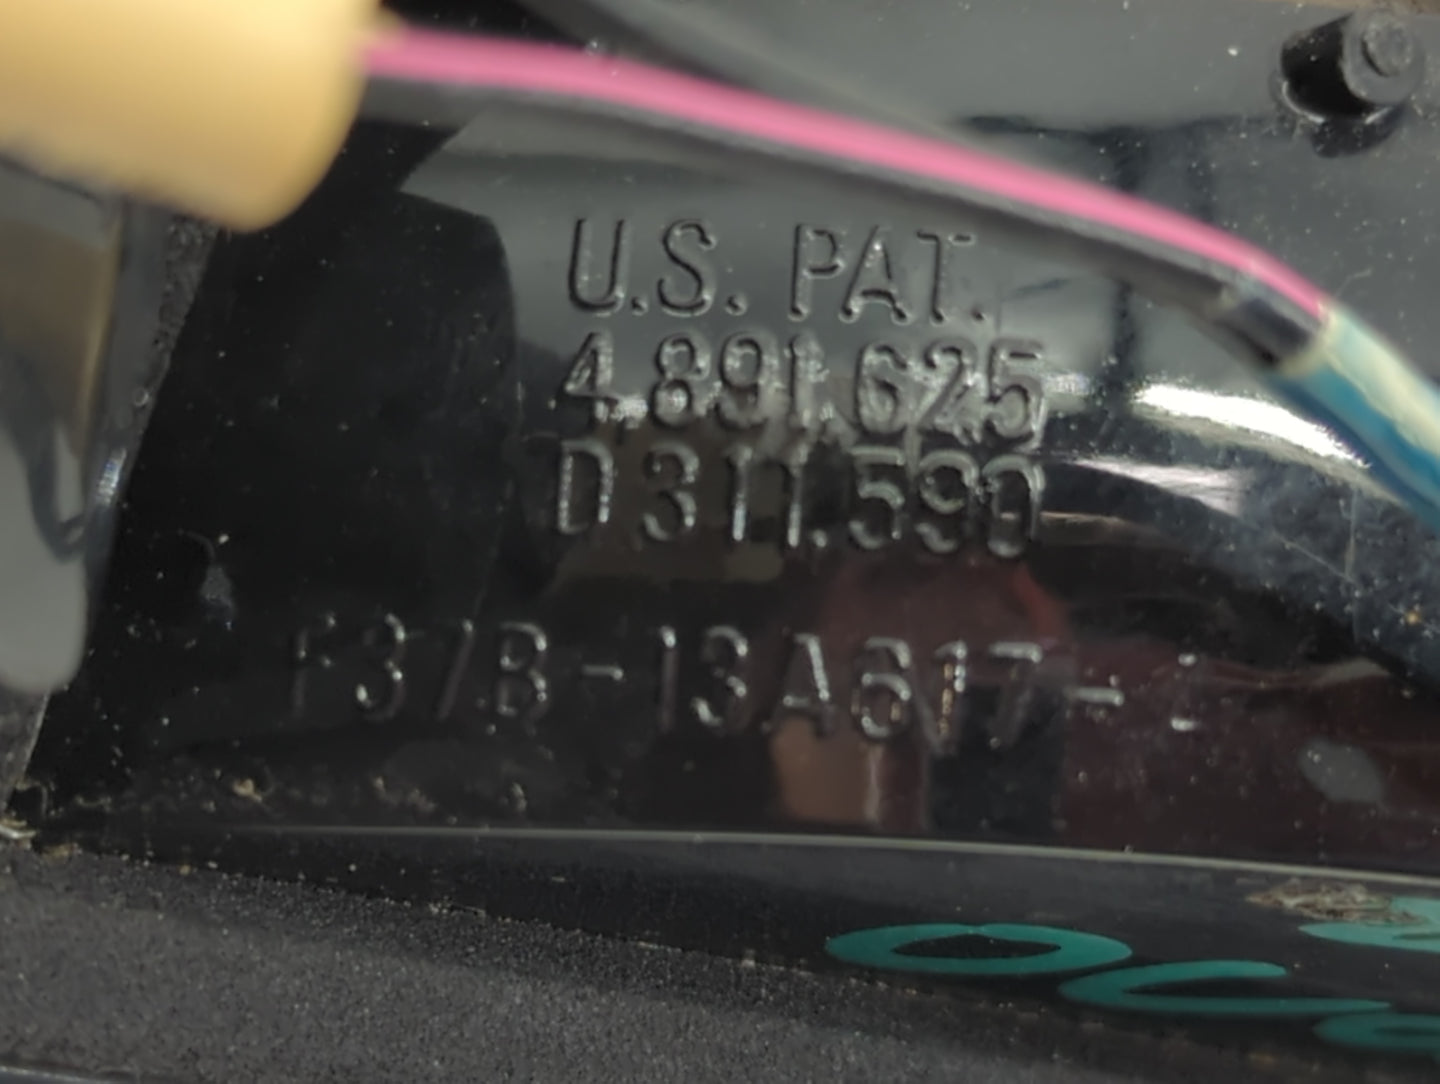 U.S. PAT.
4,891,625
D311,590
F37B-13A617-